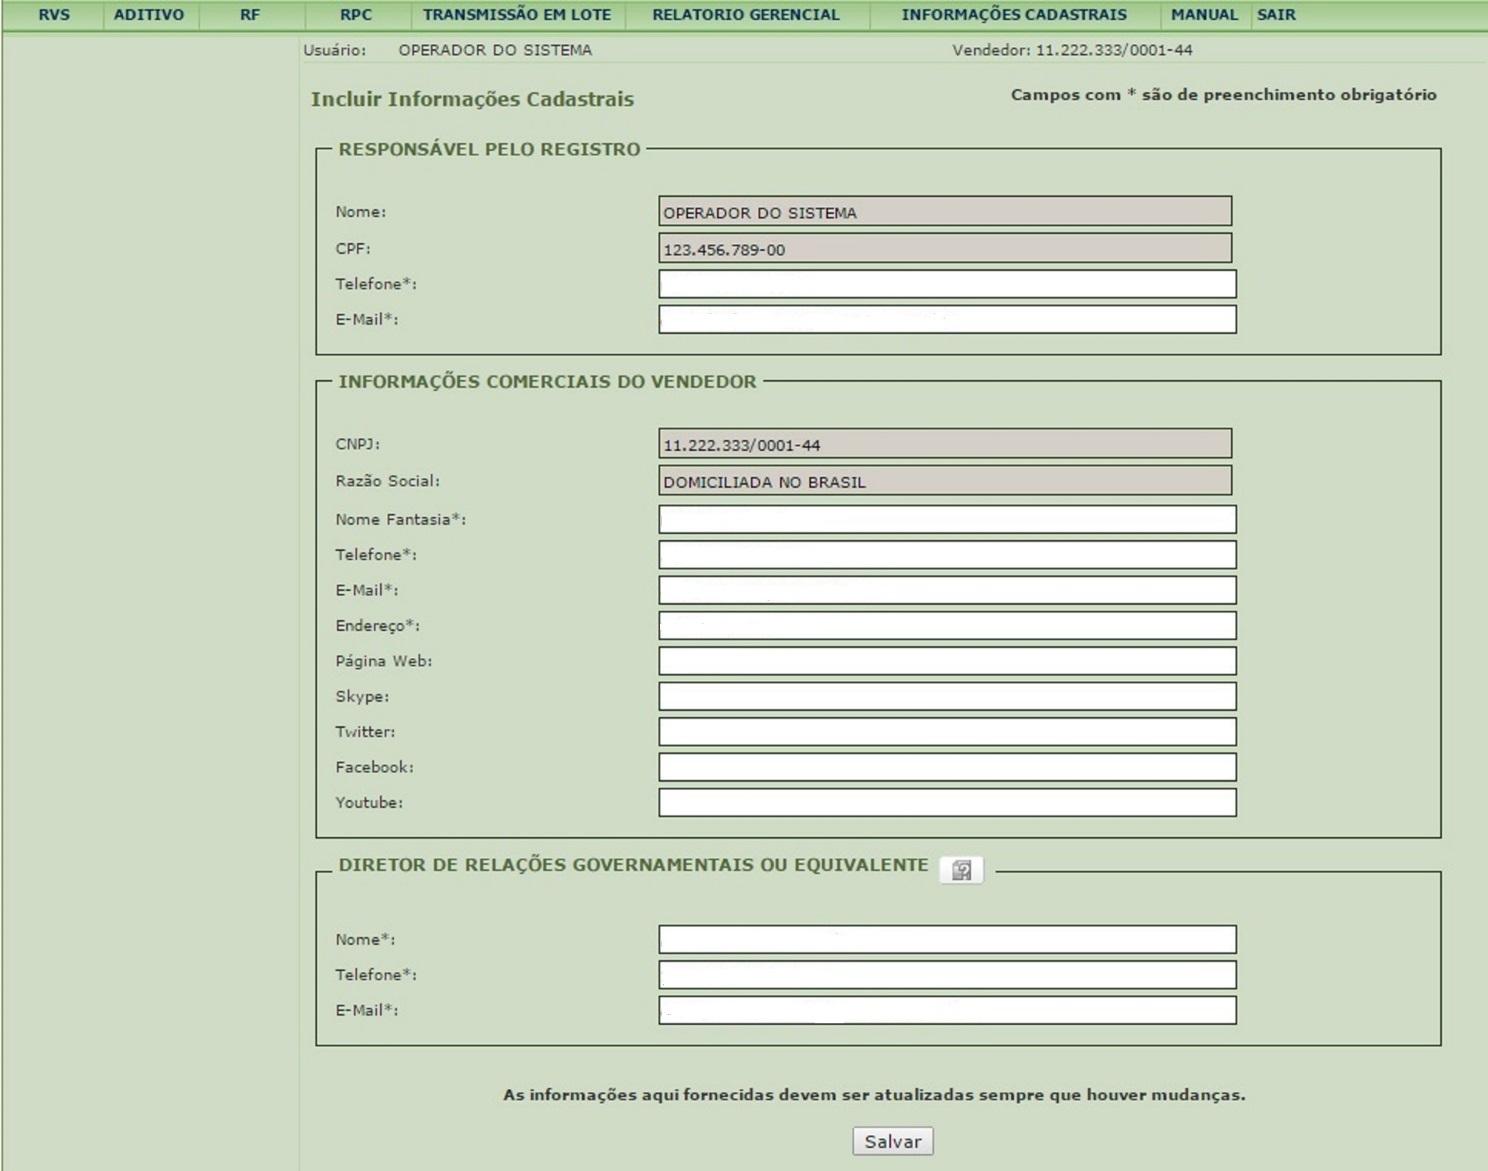 RVS ADITIVO RF RPC TRANSMISSÃO EM LOTE RELATORIO GERENCIAL INFORMAÇÕES CADASTRAIS MANUAL SAIR
Usuário: OPERADOR DO SISTEMA Vendedor: 11.222.333/0001-44
Incluir Informações Cadastrais Campos com * são de preenchimento obrigatório
RESPONSÁVEL PELO REGISTRO
Nome: OPERADOR DO SISTEMA
CPF: 123.456.789-00
Telefone*:
E-Mail*:
INFORMAÇÕES COMERCIAIS DO VENDEDOR
CNPJ: 11.222.333/0001-44
Razão Social: DOMICILIADA NO BRASIL
Nome Fantasia*:
Telefone*:
E-Mail*:
Endereço*:
Página Web:
Skype:
Twitter:
Facebook:
Youtube:
DIRETOR DE RELAÇÕES GOVERNAMENTAIS OU EQUIVALENTE
Nome*:
Telefone*:
E-Mail*:
As informações aqui fornecidas devem ser atualizadas sempre que houver mudanças.
Salvar